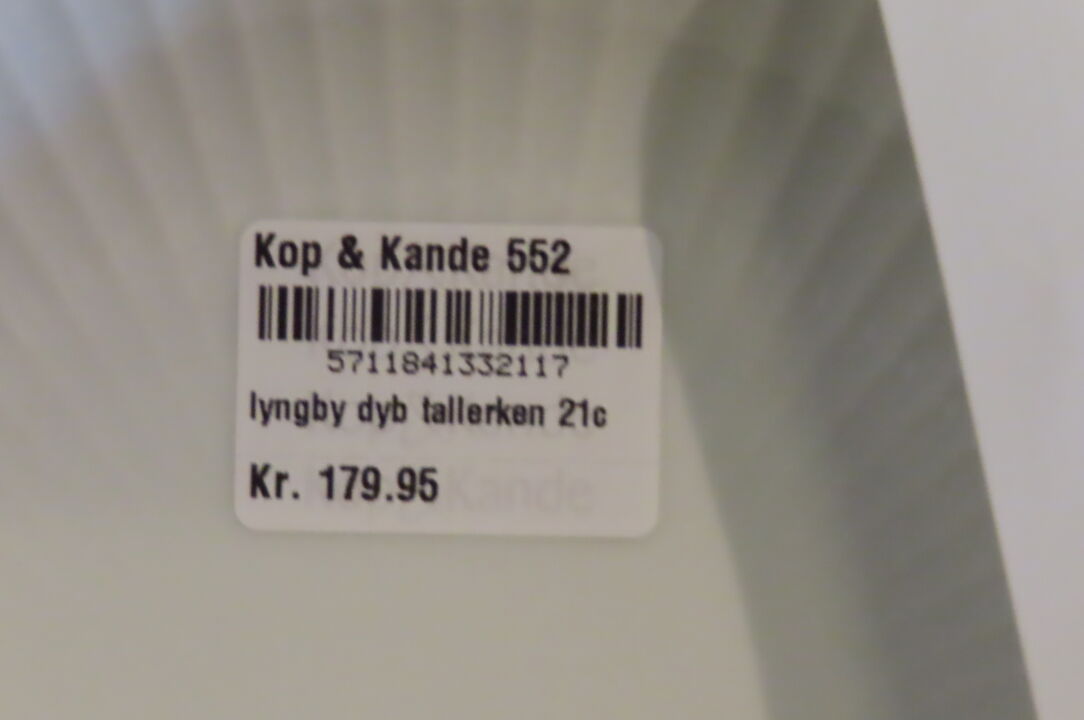 Kop & Kande 552
5711841332117
lyngby dyb tallerken 21c
Kr. 179.95